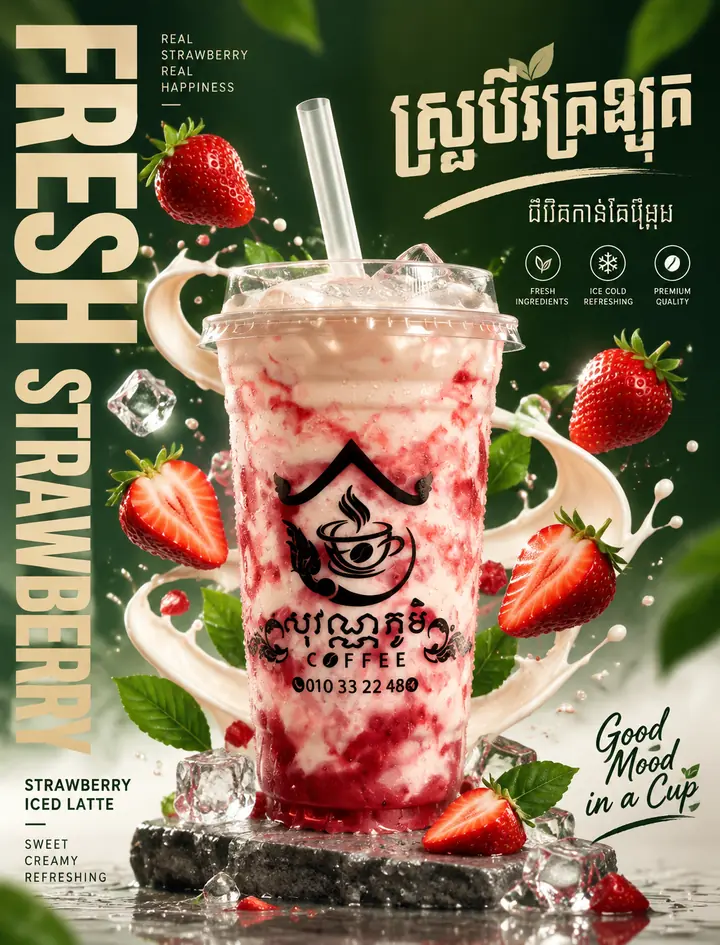 FRESH STRAWBERRY
REAL
STRAWBERRY
REAL
HAPPINESS
FRESH
INGREDIENTS
ICE COLD
REFRESHING
PREMIUM
QUALITY
សុវណ្ណភូមិ
COFFEE
010 33 22 48
Good
Mood
in a Cup
STRAWBERRY
ICED LATTE
SWEET
CREAMY
REFRESHING